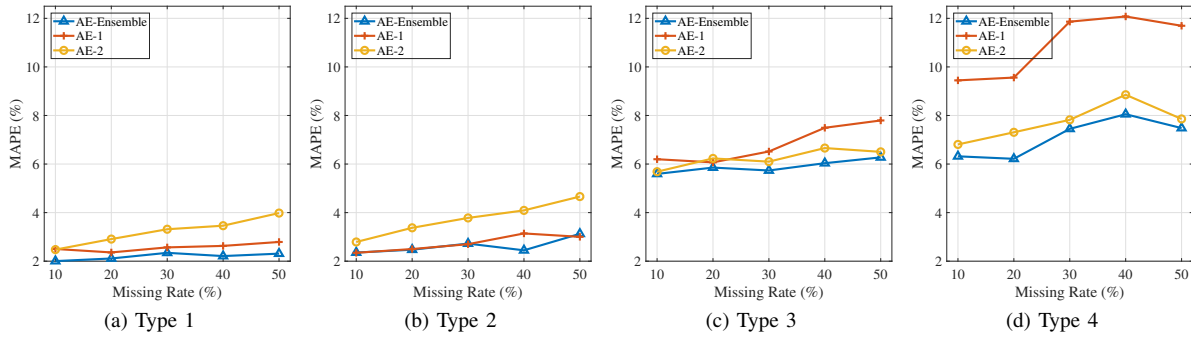 AE-Ensemble
AE-1
AE-2
12
10
8
6
4
2
MAPE (%)
10 20 30 40 50
Missing Rate (%)
(a) Type 1
AE-Ensemble
AE-1
AE-2
12
10
8
6
4
2
MAPE (%)
10 20 30 40 50
Missing Rate (%)
(b) Type 2
AE-Ensemble
AE-1
AE-2
12
10
8
6
4
2
MAPE (%)
10 20 30 40 50
Missing Rate (%)
(c) Type 3
AE-Ensemble
AE-1
AE-2
12
10
8
6
4
2
MAPE (%)
10 20 30 40 50
Missing Rate (%)
(d) Type 4